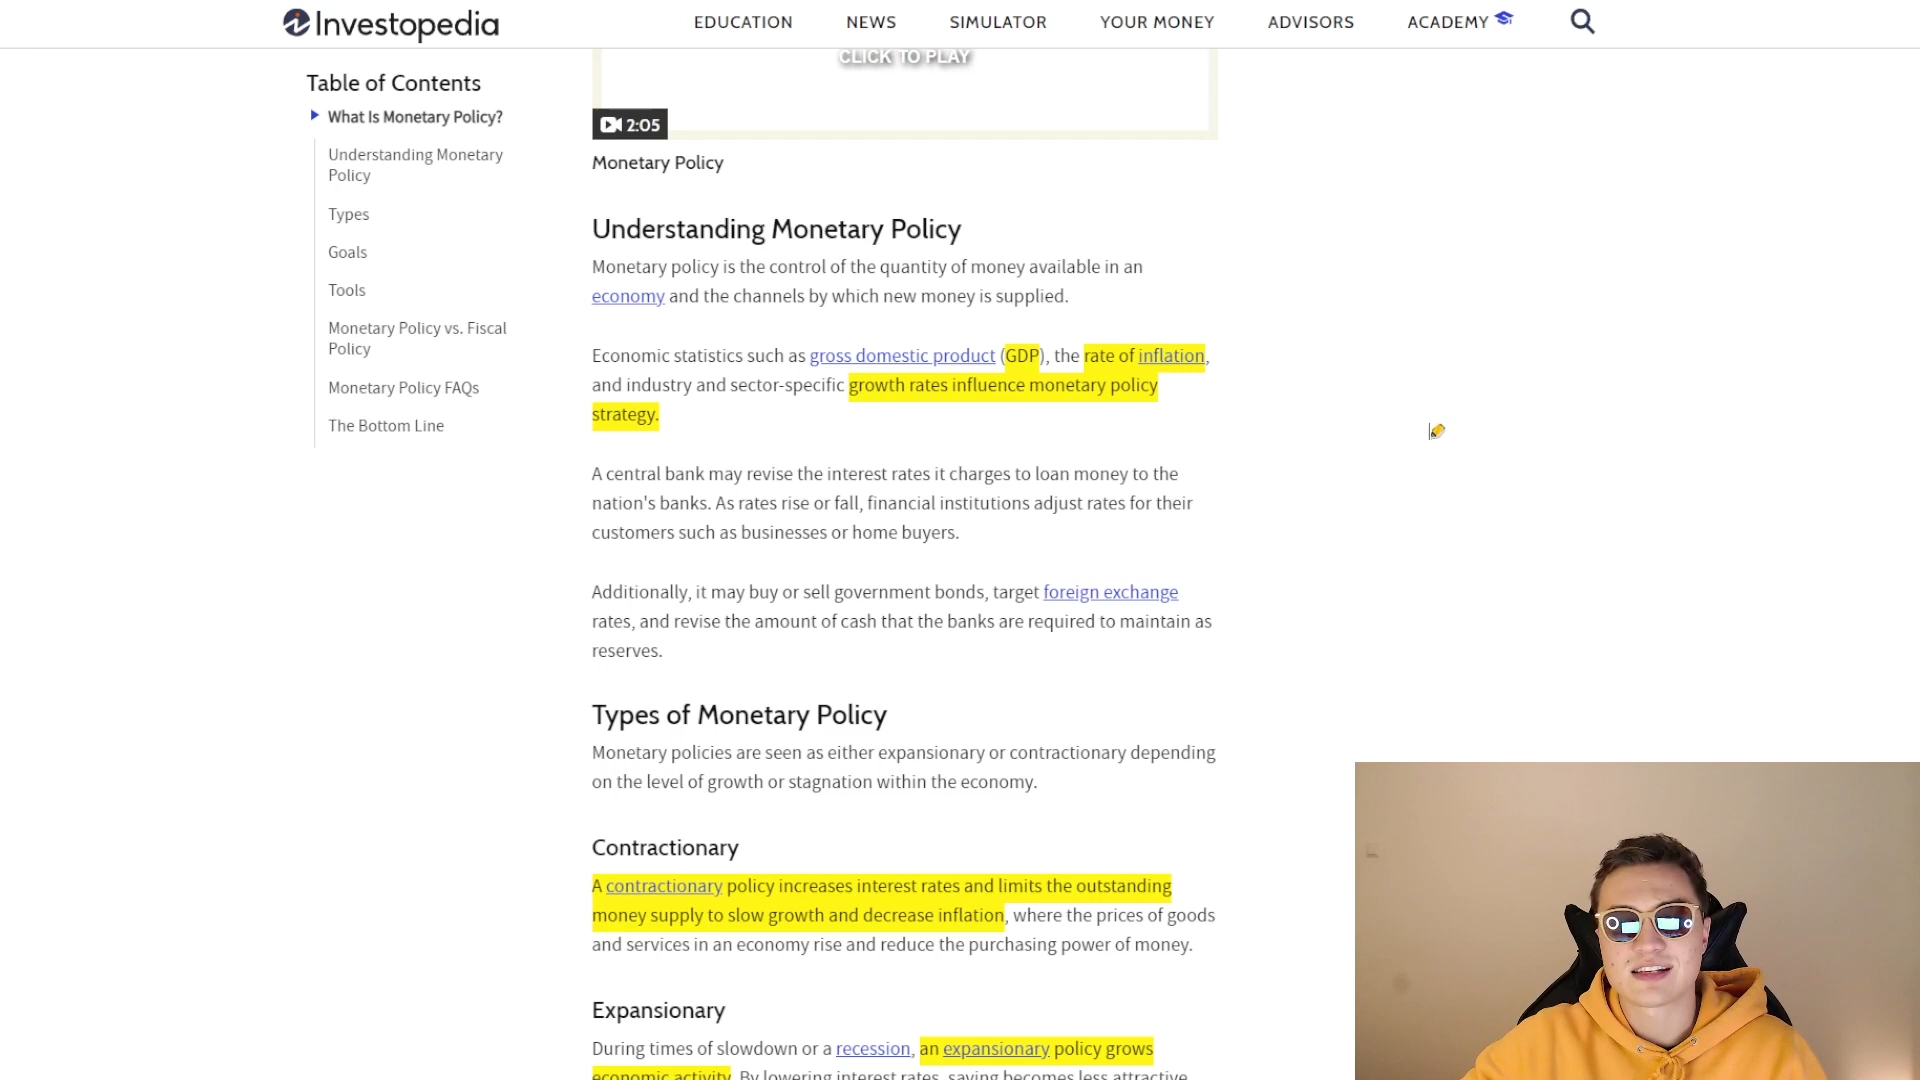 Investopedia
EDUCATION NEWS SIMULATOR YOUR MONEY ADVISORS ACADEMY
Table of Contents
What Is Monetary Policy?
Understanding Monetary
Policy
Types
Goals
Tools
Monetary Policy vs. Fiscal
Policy
Monetary Policy FAQs
The Bottom Line
CLICK TO PLAY
2:05
Monetary Policy
Understanding Monetary Policy
Monetary policy is the control of the quantity of money available in an
economy and the channels by which new money is supplied.
Economic statistics such as gross domestic product (GDP), the rate of inflation,
and industry and sector-specific growth rates influence monetary policy
strategy.
A central bank may revise the interest rates it charges to loan money to the
nation's banks. As rates rise or fall, financial institutions adjust rates for their
customers such as businesses or home buyers.
Additionally, it may buy or sell government bonds, target foreign exchange
rates, and revise the amount of cash that the banks are required to maintain as
reserves.
Types of Monetary Policy
Monetary policies are seen as either expansionary or contractionary depending
on the level of growth or stagnation within the economy.
Contractionary
A contractionary policy increases interest rates and limits the outstanding
money supply to slow growth and decrease inflation, where the prices of goods
and services in an economy rise and reduce the purchasing power of money.
Expansionary
During times of slowdown or a recession, an expansionary policy grows
economic activity. By lowering interest rates, saving becomes less attractive,